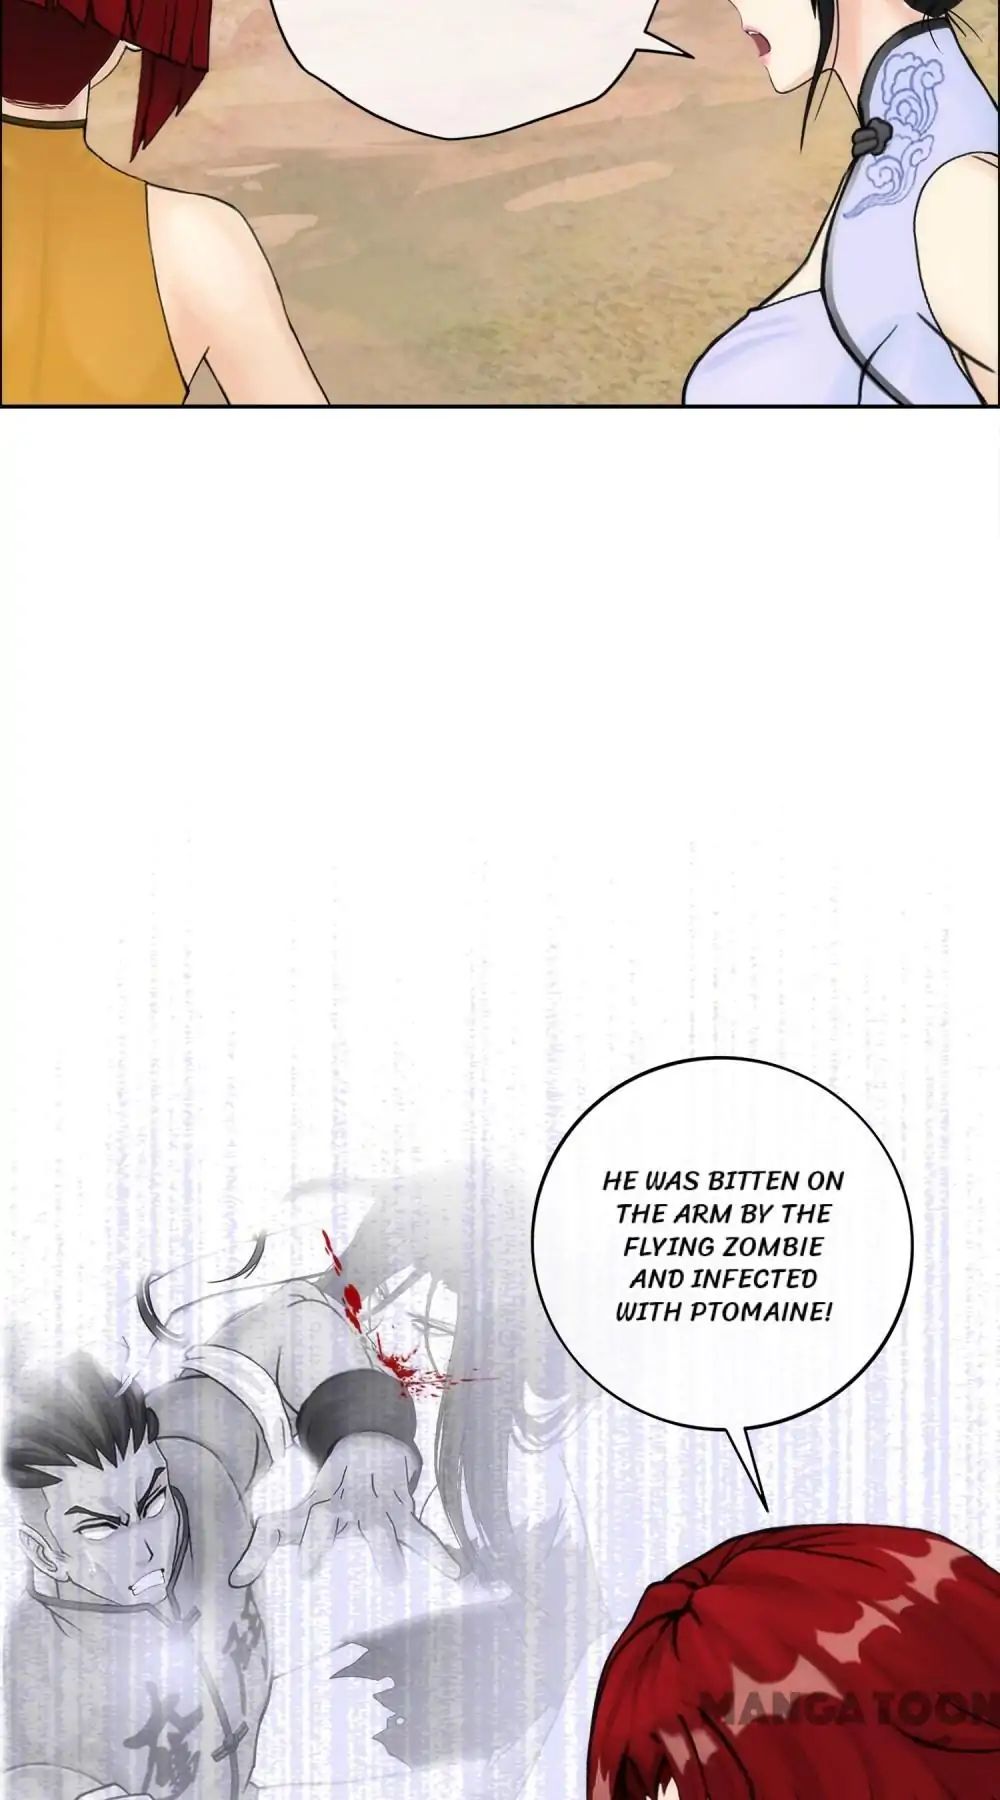 HE WAS BITTEN ON
THE ARM BY THE
FLYING ZOMBIE
AND INFECTED
WITH PTOMAINE!
MANGATOON